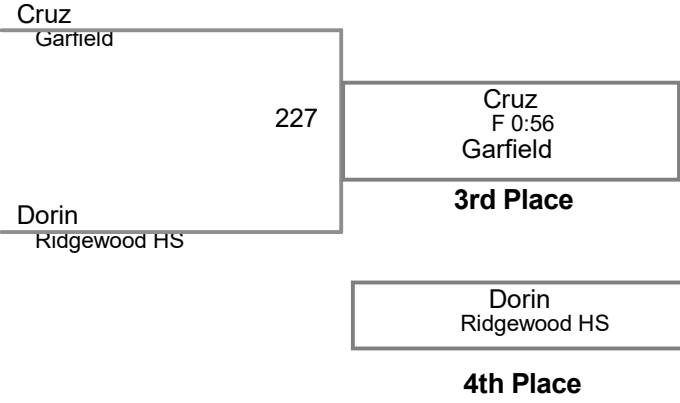 Cruz
Garfield
227
Cruz
F 0:56
Garfield
3rd Place
Dorin
Ridgewood HS
Dorin
Ridgewood HS
4th Place